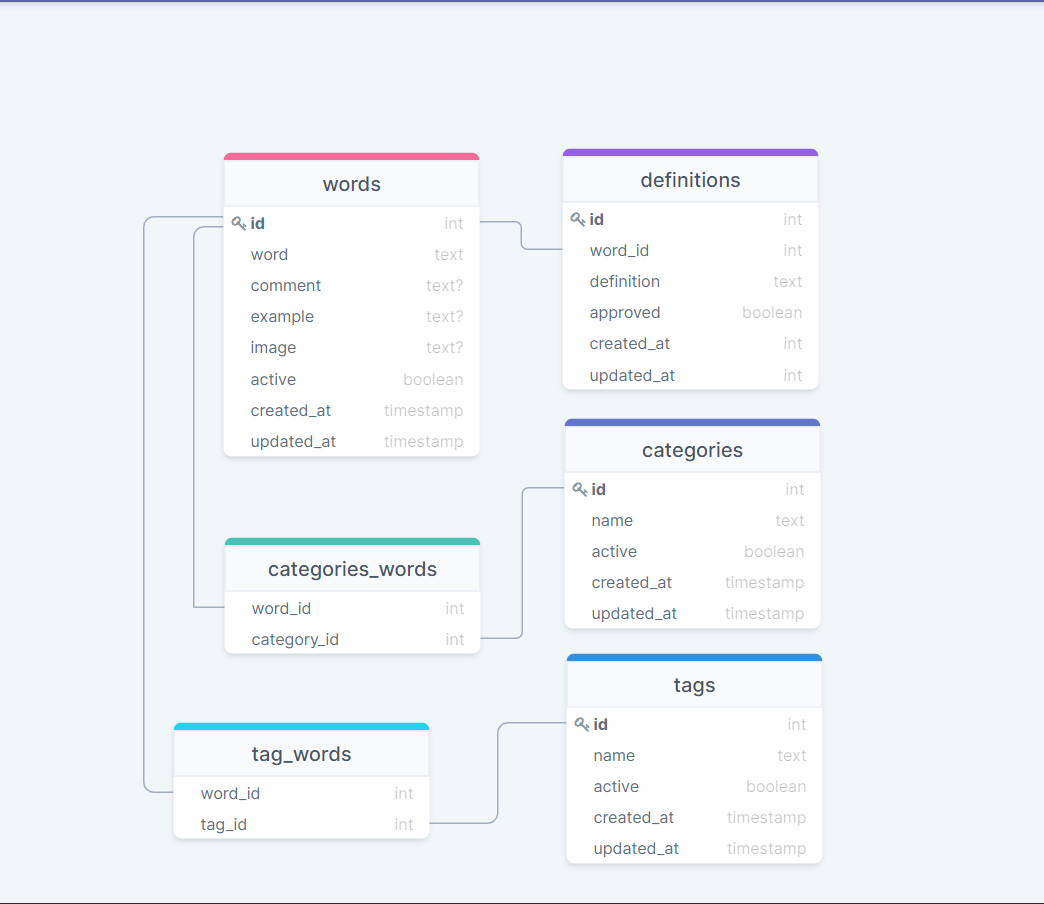 words
id int
word text
comment text?
example text?
image text?
active boolean
created_at timestamp
updated_at timestamp
definitions
id int
word_id int
definition text
approved boolean
created_at int
updated_at int
categories
id int
name text
active boolean
created_at timestamp
updated_at timestamp
categories_words
word_id int
category_id int
tags
id int
name text
active boolean
created_at timestamp
updated_at timestamp
tag_words
word_id int
tag_id int